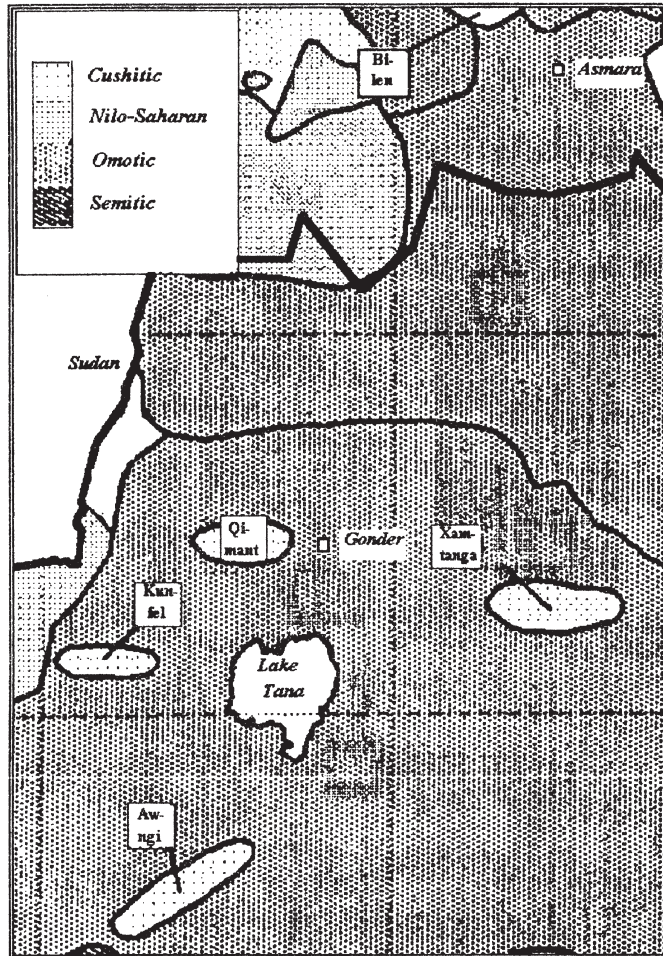 Cushitic
Nilo-Saharan
Omotic
Semitic
Bi-
len
Asmara
Sudan
Qi-
mant
Gonder
Xam-
tanga
Kun-
fel
Lake
Tana
Aw-
ngi